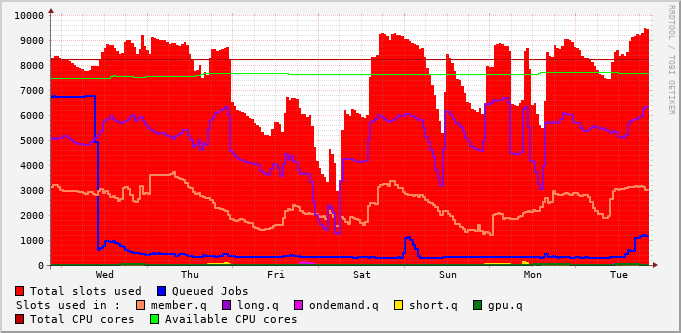 10000
9000
8000
7000
6000
5000
4000
3000
2000
1000
0
Wed Thu Fri Sat Sun Mon Tue
RRDTOOL / TOBI OETIKER
Total slots used Queued Jobs
Slots used in : member.q long.q ondemand.q short.q gpu.q
Total CPU cores Available CPU cores